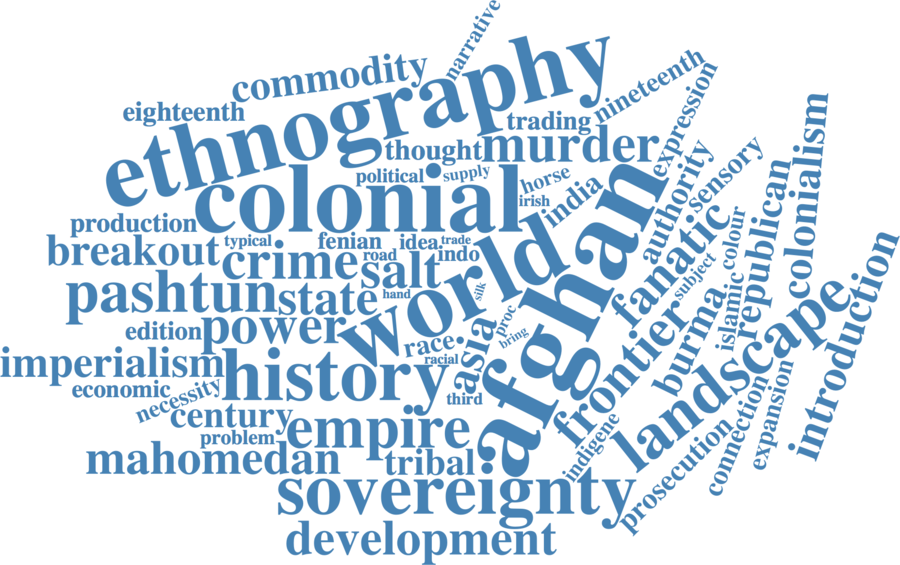 narrative
commodity
eighteenth
ethnography
trading
nineteenth
thought
murder
expression
political
supply
horse
colonial
irish
india
authority
sensory
colonialism
production
typical
fenian
idea
trade
breakout
crime
road
indo
salt
world
afghan
fanatic
colour
republican
subject
islamic
pashtun
state
hand
silk
proc
bring
edition
power
race
racial
asia
frontier
burma
landscape
introduction
imperialism
history
economic
necessity
third
century
problem
empire
indigene
connection
expansion
mahomedan
tribal
prosecution
sovereignty
development